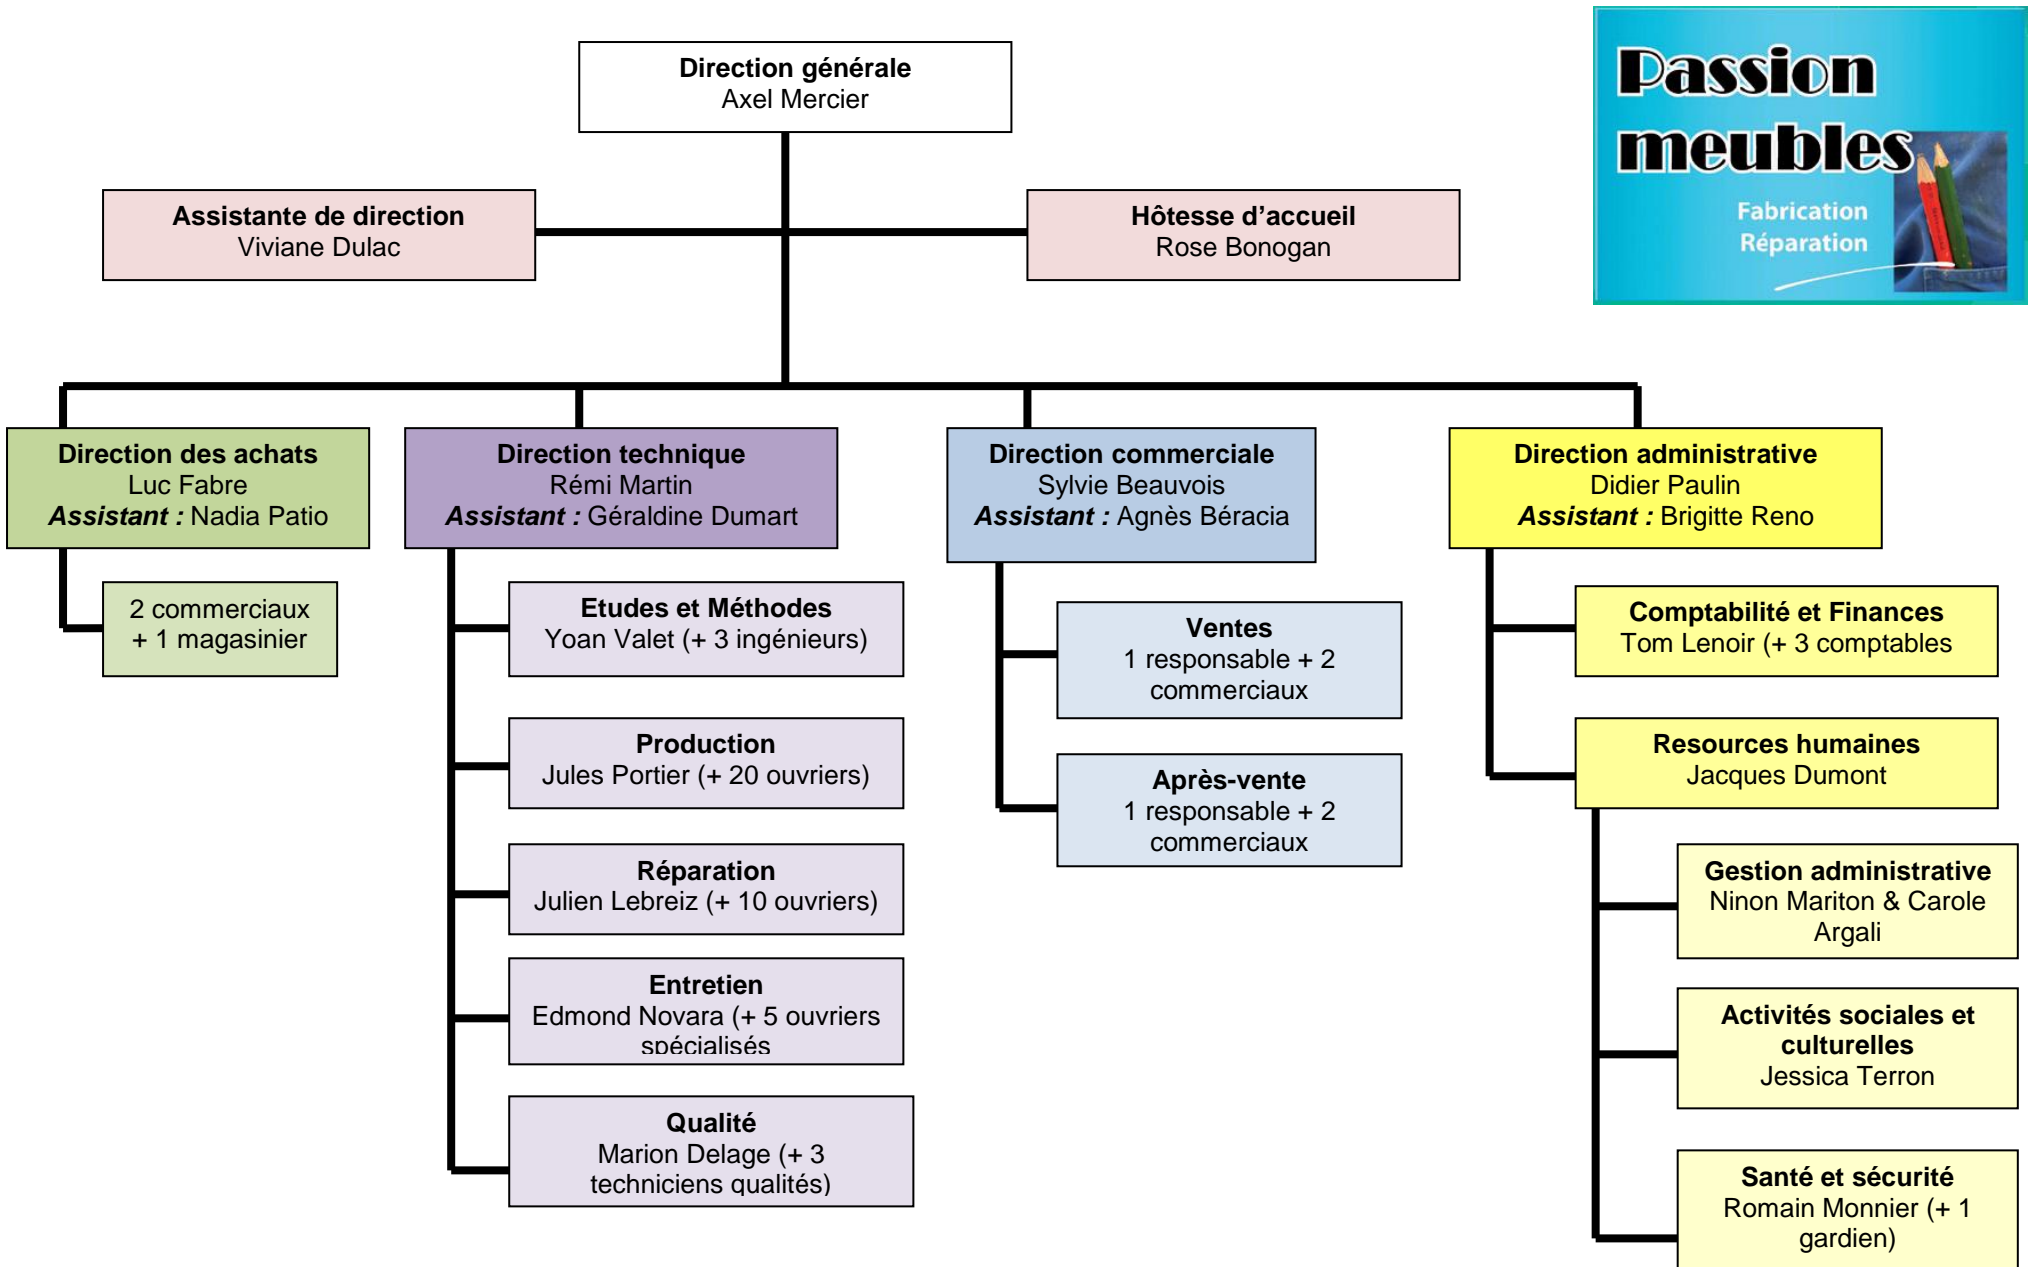 Direction générale
Axel Mercier
Passion
meubles
Fabrication
Réparation
Assistante de direction
Viviane Dulac
Hôtesse d’accueil
Rose Bonogan
Direction des achats
Luc Fabre
Assistant : Nadia Patio
2 commerciaux
+ 1 magasinier
Direction technique
Rémi Martin
Assistant : Géraldine Dumart
Etudes et Méthodes
Yoan Valet (+ 3 ingénieurs)
Production
Jules Portier (+ 20 ouvriers)
Réparation
Julien Lebreiz (+ 10 ouvriers)
Entretien
Edmond Novara (+ 5 ouvriers
spécialisés
Qualité
Marion Delage (+ 3
techniciens qualités)
Direction commerciale
Sylvie Beauvois
Assistant : Agnès Béracia
Ventes
1 responsable + 2
commerciaux
Après-vente
1 responsable + 2
commerciaux
Direction administrative
Didier Paulin
Assistant : Brigitte Reno
Comptabilité et Finances
Tom Lenoir (+ 3 comptables
Resources humaines
Jacques Dumont
Gestion administrative
Ninon Mariton & Carole
Argali
Activités sociales et
culturelles
Jessica Terron
Santé et sécurité
Romain Monnier (+ 1
gardien)